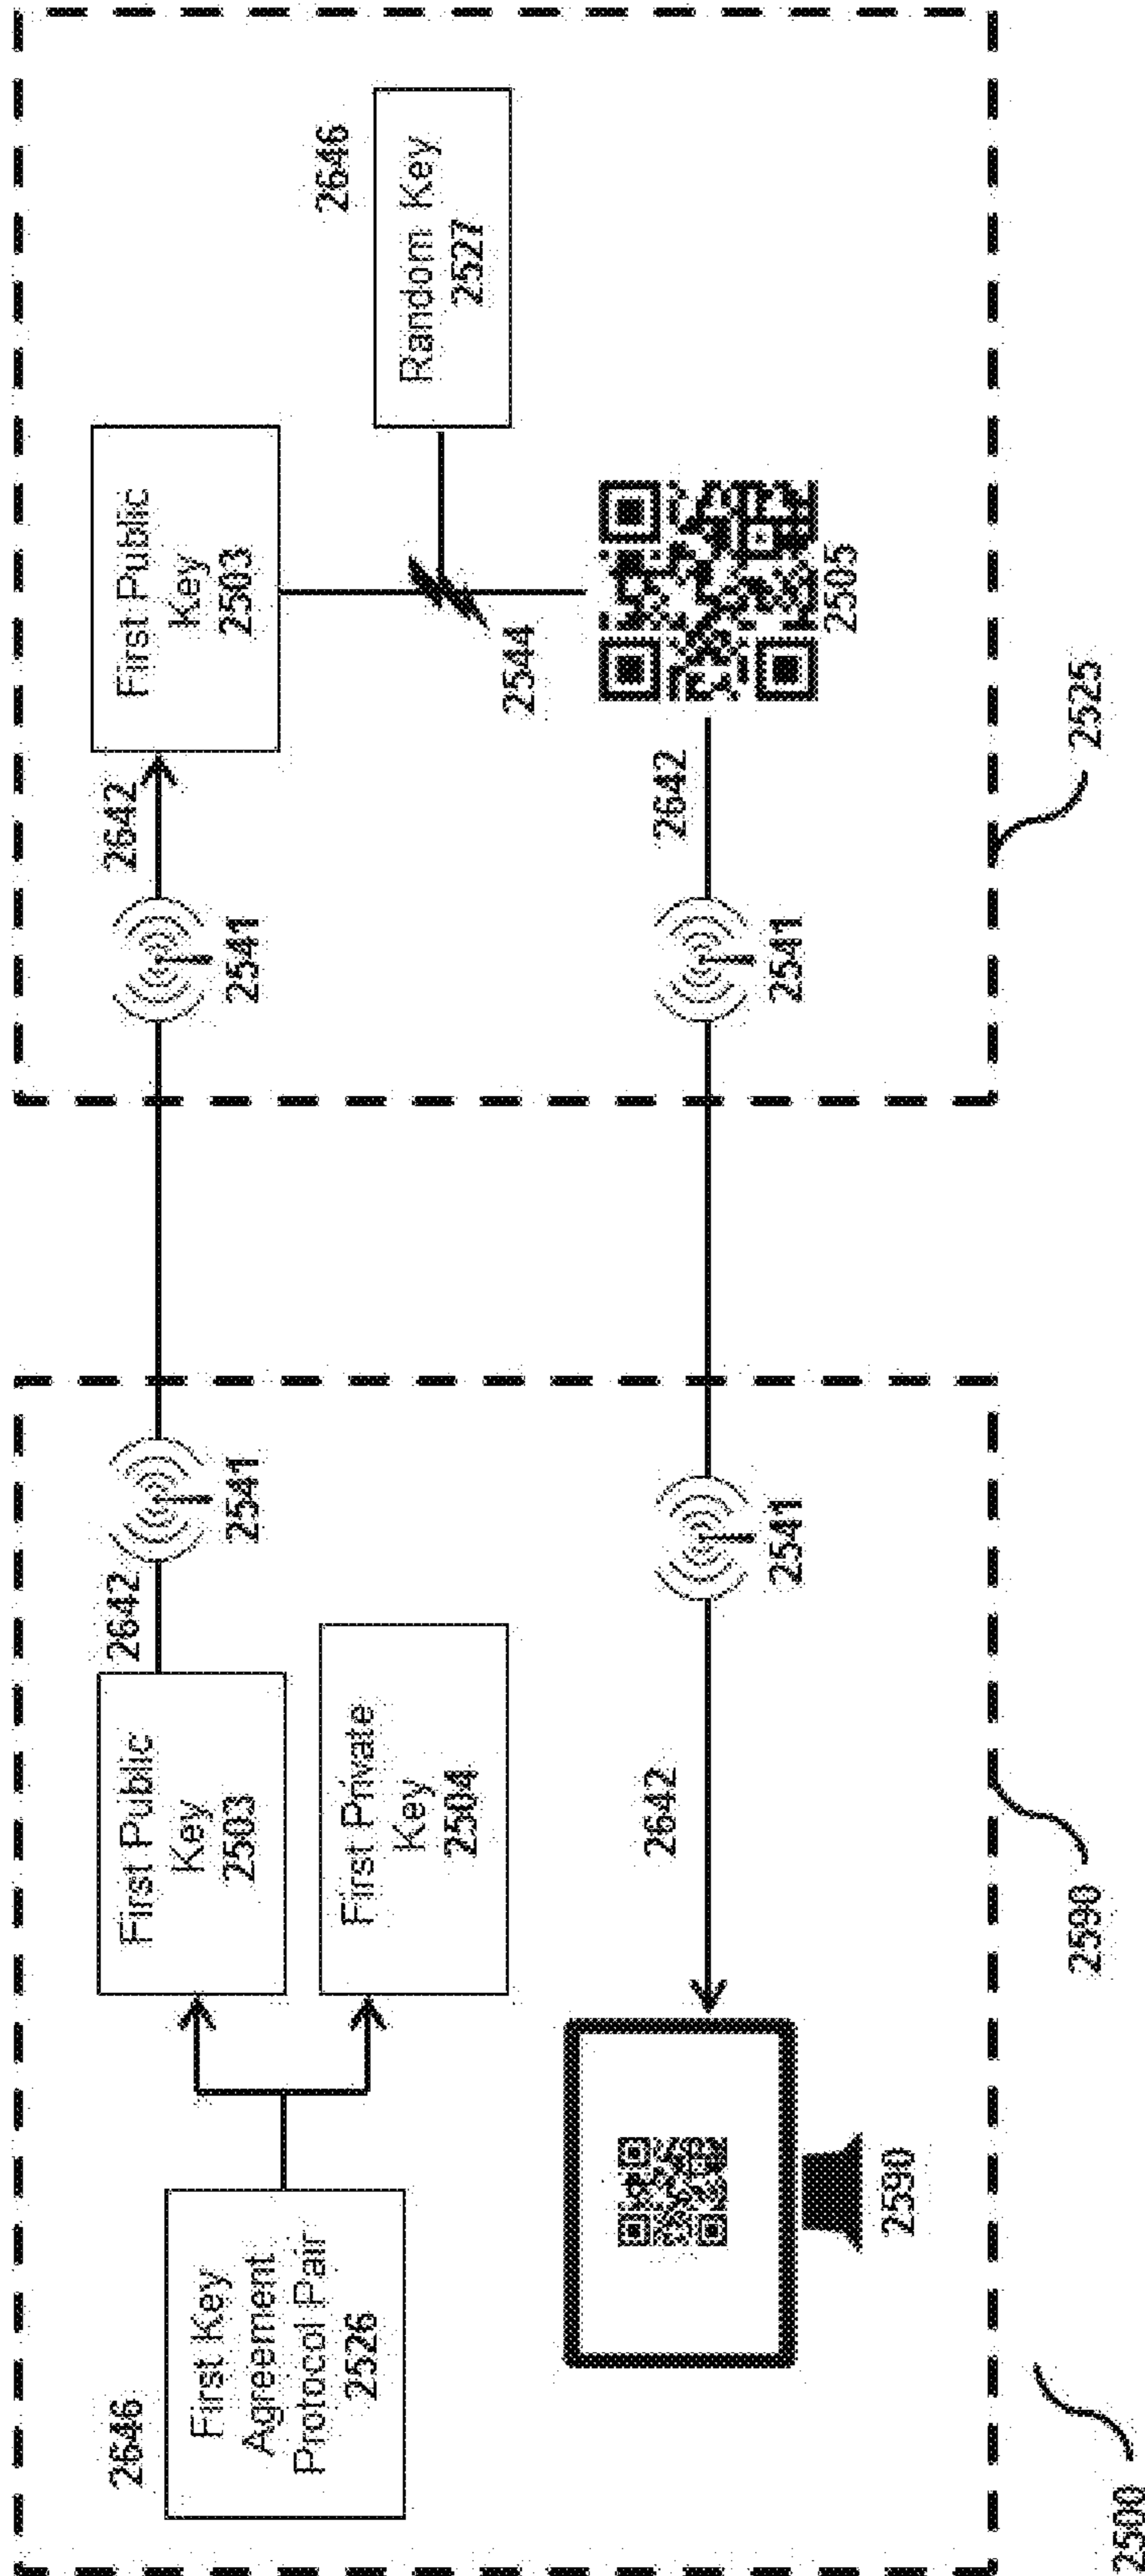 2646
First Key
Agreement
Protocol Pair
2526
First Public
Key
2503
2642
2541
First Private
Key
2504
2590
2642
2541
2541
2642
First Public
Key
2503
2646
Random Key
2527
2544
2541
2642
2505
2500
2590
2525